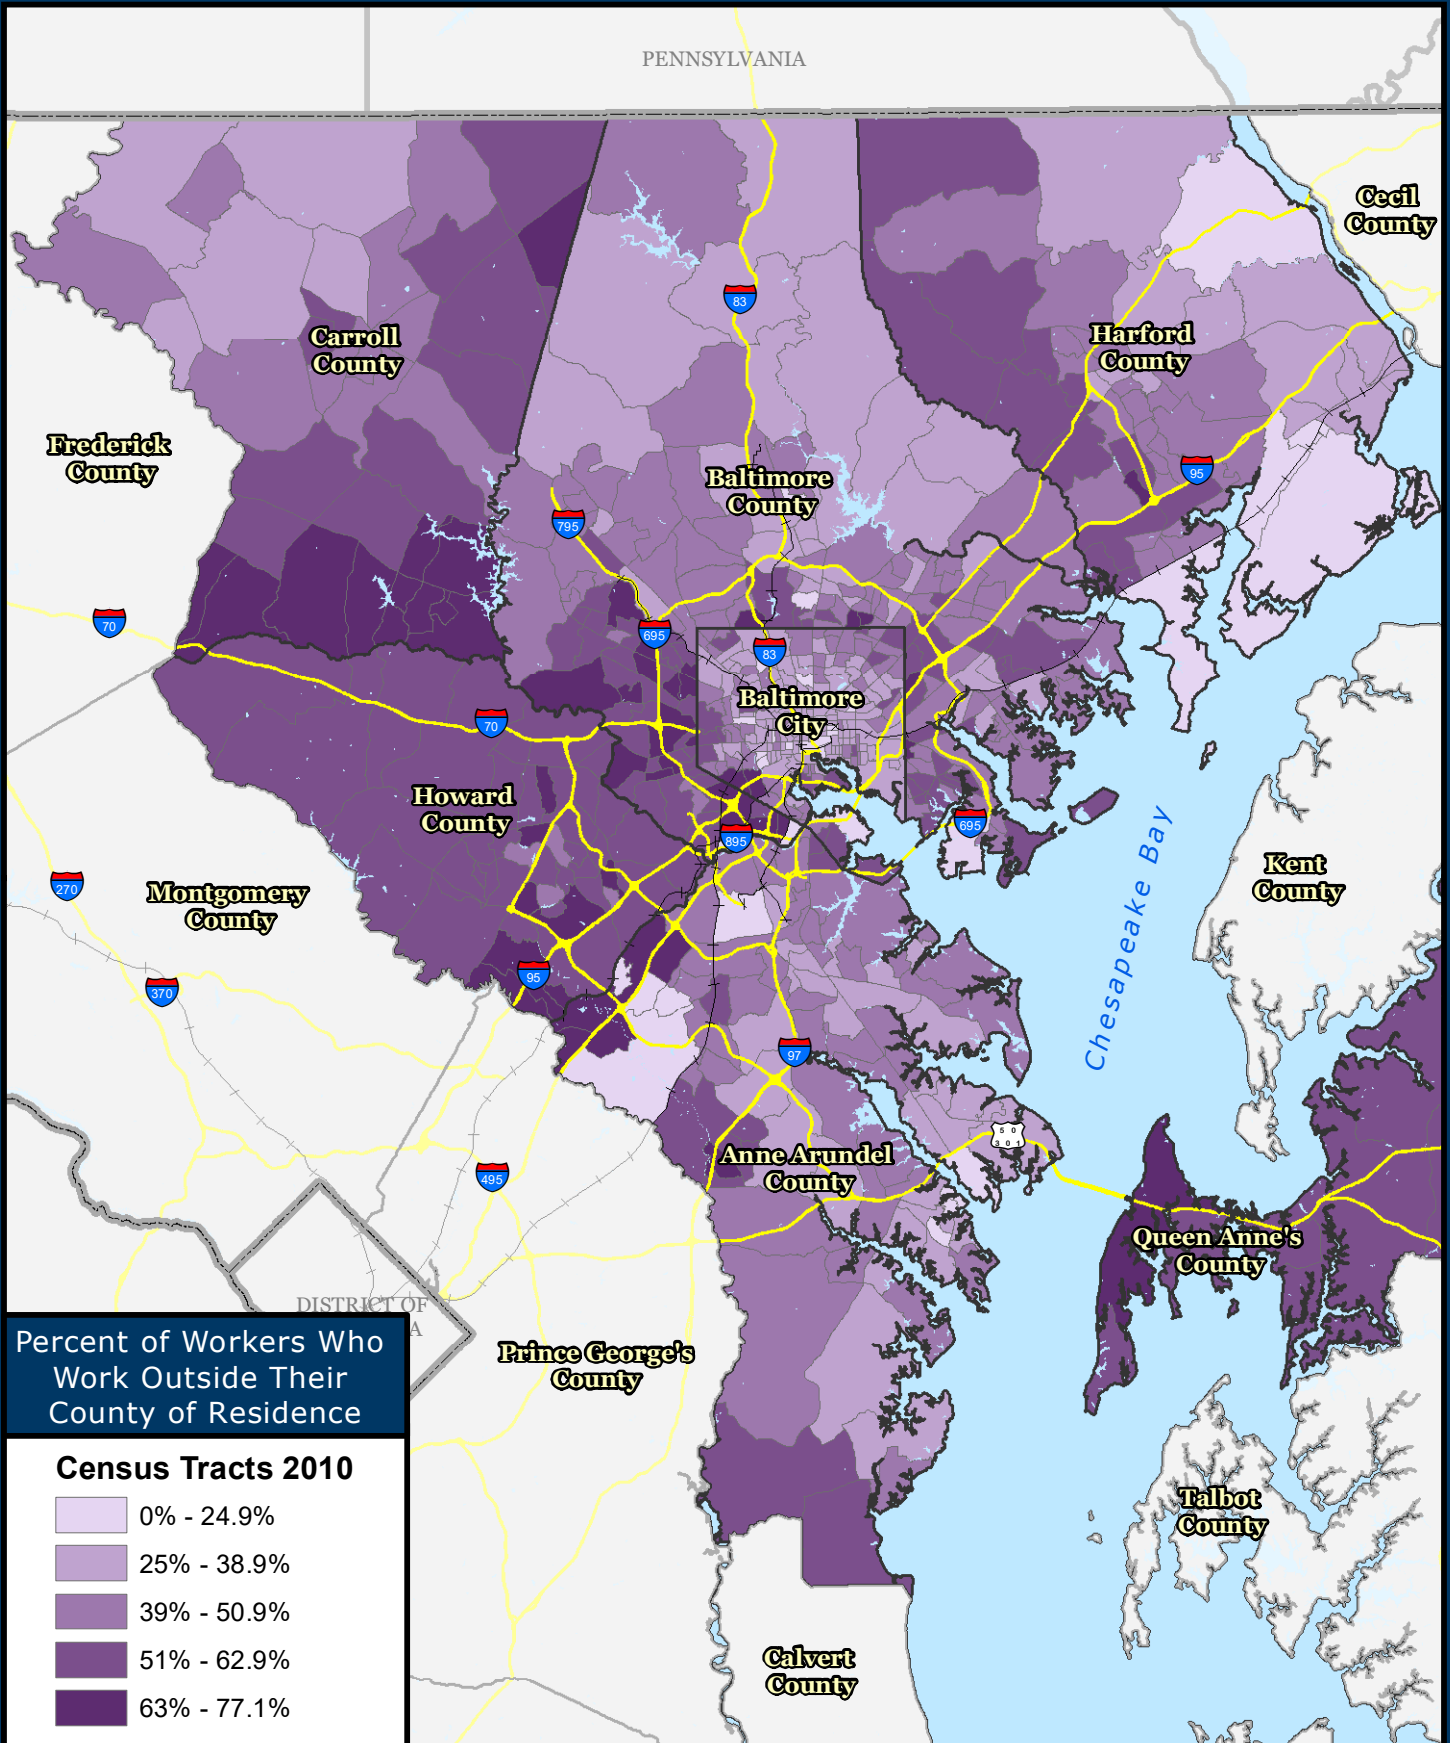 PENNSYLVANIA
Cecil
County
83
Carroll
County
Harford
County
Frederick
County
Baltimore
County
95
795
70
695
83
Baltimore
City
70
Howard
County
695
895
Chesapeake Bay
Kent
County
270
Montgomery
County
95
370
97
50
301
Anne Arundel
County
495
Queen Anne's
County
DISTRICT OF
A
Prince George's
County
Talbot
County
Calvert
County
Percent of Workers Who
Work Outside Their
County of Residence
Census Tracts 2010
0% - 24.9%
25% - 38.9%
39% - 50.9%
51% - 62.9%
63% - 77.1%